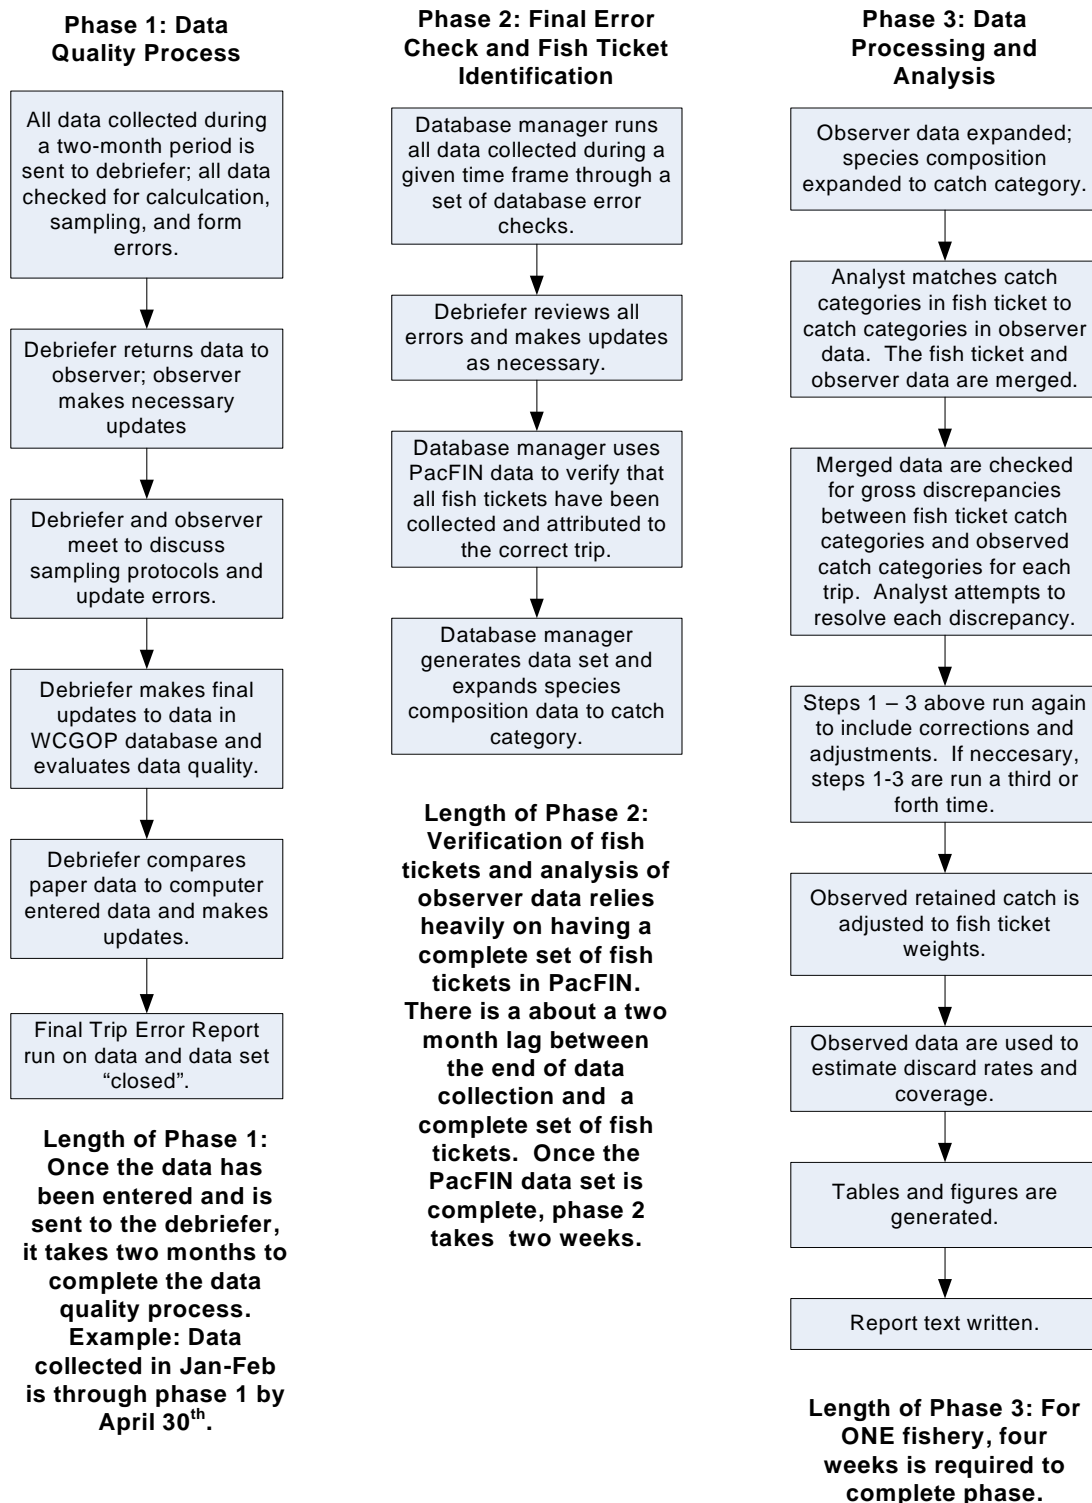 Phase 1: Data
Quality Process
All data collected during
a two-month period is
sent to debriefer; all data
checked for calculcation,
sampling, and form
errors.
Debriefer returns data to
observer; observer
makes necessary
updates
Debriefer and observer
meet to discuss
sampling protocols and
update errors.
Debriefer makes final
updates to data in
WCGOP database and
evaluates data quality.
Debriefer compares
paper data to computer
entered data and makes
updates.
Final Trip Error Report
run on data and data set
“closed”.
Length of Phase 1:
Once the data has
been entered and is
sent to the debriefer,
it takes two months to
complete the data
quality process.
Example: Data
collected in Jan-Feb
is through phase 1 by
April 30th.
Phase 2: Final Error
Check and Fish Ticket
Identification
Database manager runs
all data collected during a
given time frame through a
set of database error
checks.
Debriefer reviews all
errors and makes updates
as necessary.
Database manager uses
PacFIN data to verify that
all fish tickets have been
collected and attributed to
the correct trip.
Database manager
generates data set and
expands species
composition data to catch
category.
Length of Phase 2:
Verification of fish
tickets and analysis of
observer data relies
heavily on having a
complete set of fish
tickets in PacFIN.
There is a about a two
month lag between
the end of data
collection and a
complete set of fish
tickets. Once the
PacFIN data set is
complete, phase 2
takes two weeks.
Phase 3: Data
Processing and
Analysis
Observer data expanded;
species composition
expanded to catch category.
Analyst matches catch
categories in fish ticket to
catch categories in observer
data. The fish ticket and
observer data are merged.
Merged data are checked
for gross discrepancies
between fish ticket catch
categories and observed
catch categories for each
trip. Analyst attempts to
resolve each discrepancy.
Steps 1 – 3 above run again
to include corrections and
adjustments. If neccesary,
steps 1-3 are run a third or
forth time.
Observed retained catch is
adjusted to fish ticket
weights.
Observed data are used to
estimate discard rates and
coverage.
Tables and figures are
generated.
Report text written.
Length of Phase 3: For
ONE fishery, four
weeks is required to
complete phase.